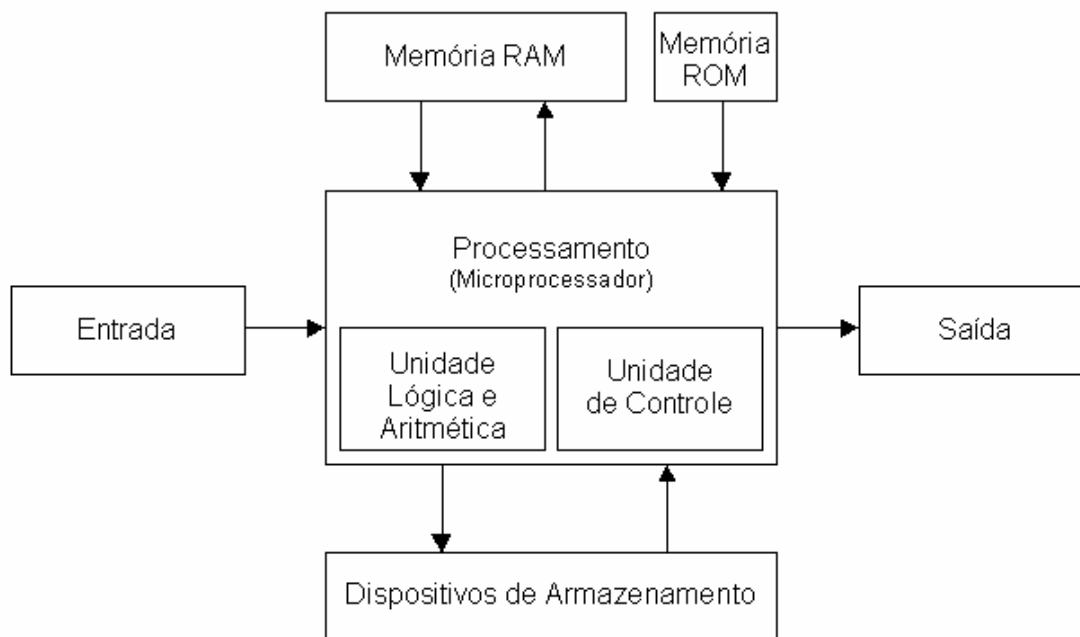 Memória RAM
Memória
ROM
Processamento
(Microprocessador)
Entrada
Saída
Unidade
Lógica e
Aritmética
Unidade
de Controle
Dispositivos de Armazenamento